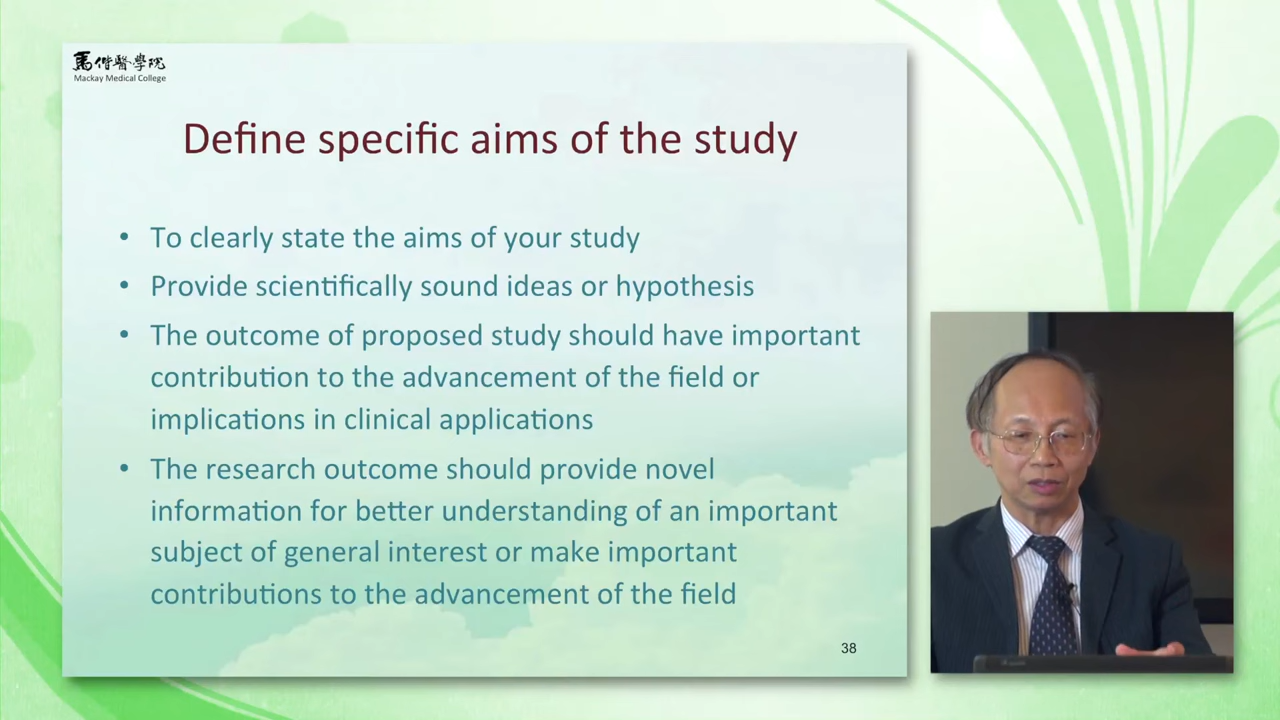 馬偕醫學院
Mackay Medical College
Define specific aims of the study
• To clearly state the aims of your study
• Provide scientifically sound ideas or hypothesis
• The outcome of proposed study should have important
contribution to the advancement of the field or
implications in clinical applications
• The research outcome should provide novel
information for better understanding of an important
subject of general interest or make important
contributions to the advancement of the field
38